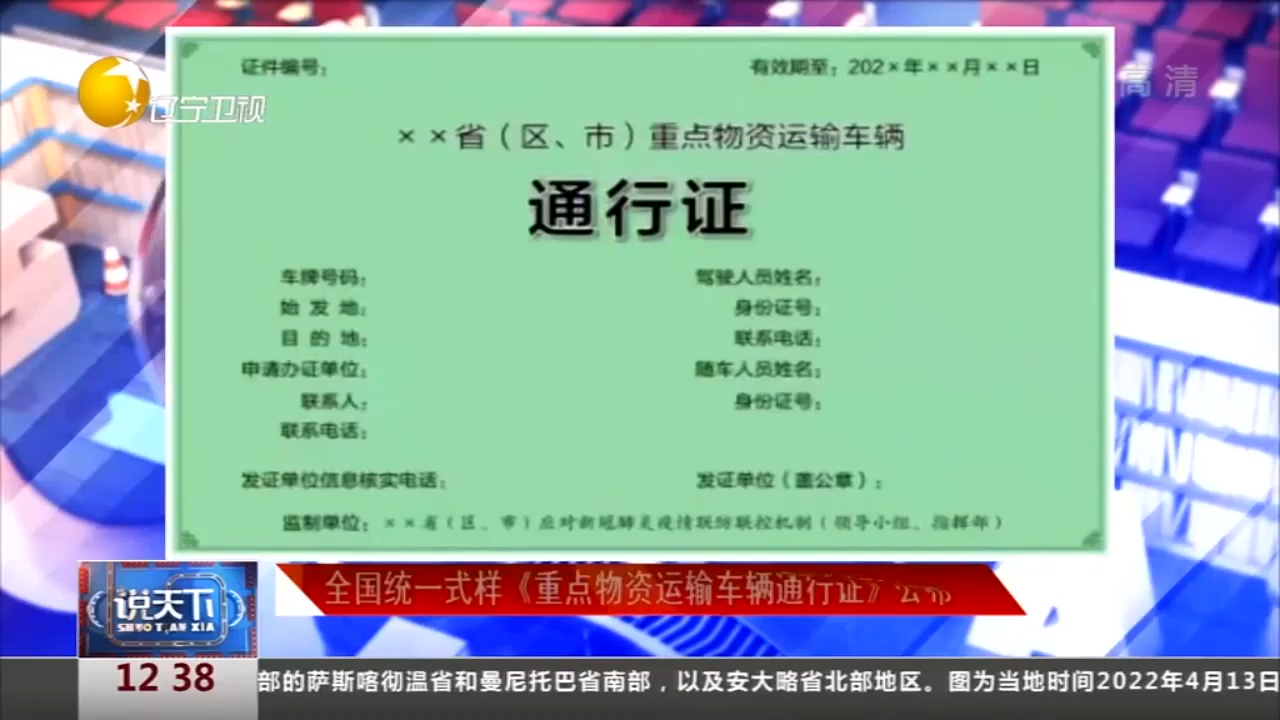 证件编号：
有效期至：202×年××月××日
高清
辽宁卫视
××省（区、市）重点物资运输车辆
通行证
车牌号码：
驾驶人员姓名：
始发地：
身份证号：
目的地：
联系电话：
申请办证单位：
随车人员姓名：
联系人：
身份证号：
联系电话：
发证单位信息核实电话：
发证单位（盖公章）：
监制单位：××省（区、市）应对新冠肺炎疫情联防联控机制（领导小组、指挥部）
全国统一式样《重点物资运输车辆通行证》公布
说天下
SHUO TIAN XIA
12 38
部的萨斯喀彻温省和曼尼托巴省南部，以及安大略省北部地区。图为当地时间2022年4月13日